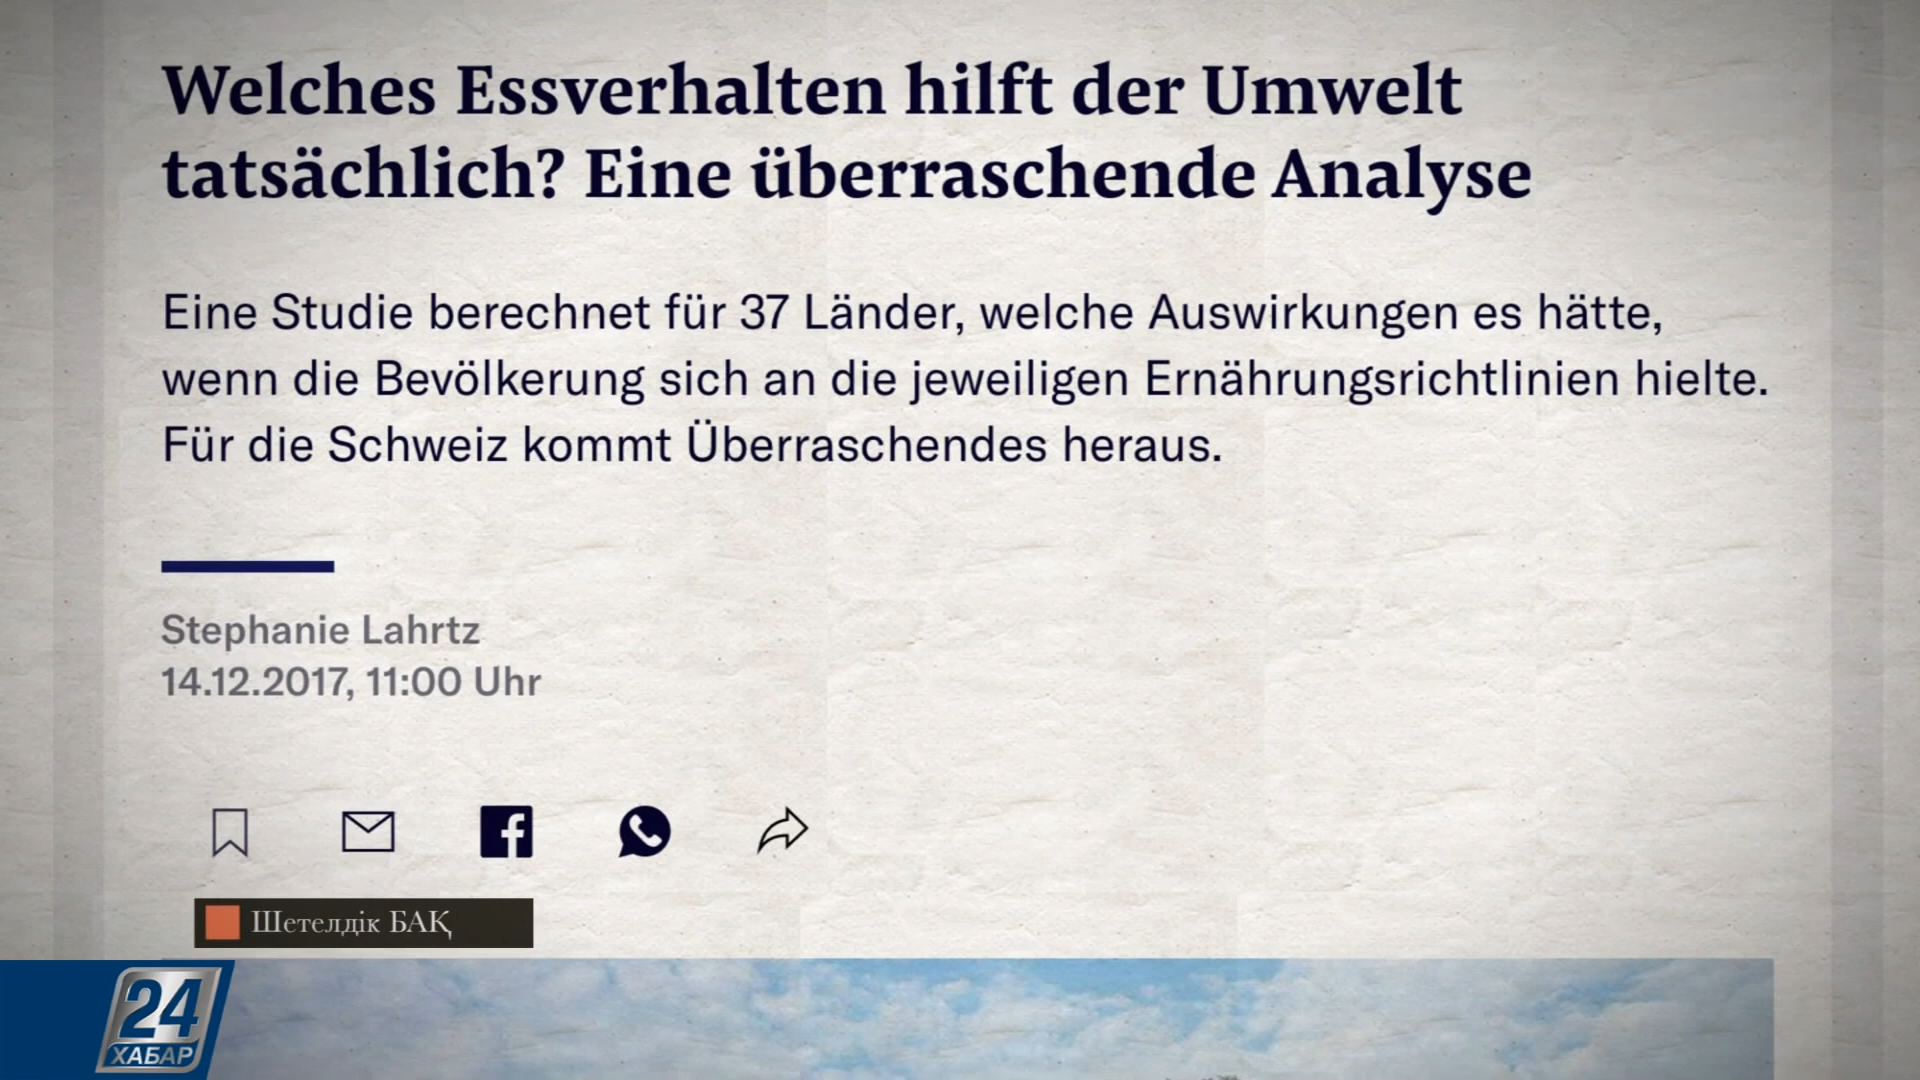 Welches Essverhalten hilft der Umwelt
tatsächlich? Eine überraschende Analyse
Eine Studie berechnet für 37 Länder, welche Auswirkungen es hätte,
wenn die Bevölkerung sich an die jeweiligen Ernährungsrichtlinien hielte.
Für die Schweiz kommt Überraschendes heraus.
Stephanie Lahrtz
14.12.2017, 11:00 Uhr
Шетелдік БАҚ
24
ХАБАР